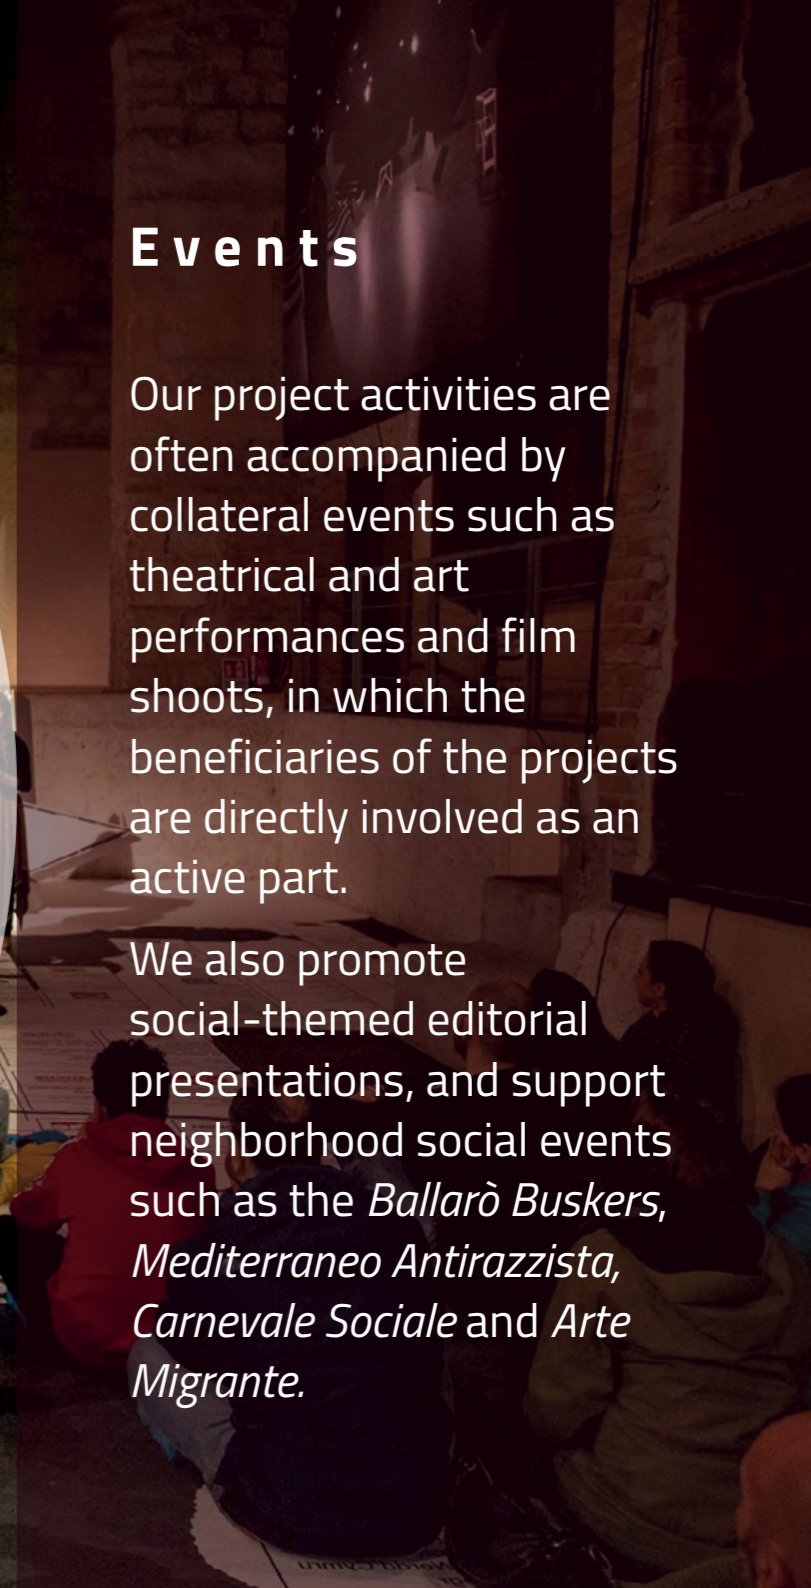 Events
Our project activities are
often accompanied by
collateral events such as
theatrical and art
performances and film
shoots, in which the
beneficiaries of the projects
are directly involved as an
active part.
We also promote
social-themed editorial
presentations, and support
neighborhood social events
such as the Ballarò Buskers,
Mediterraneo Antirazzista,
Carnevale Sociale and Arte
Migrante.